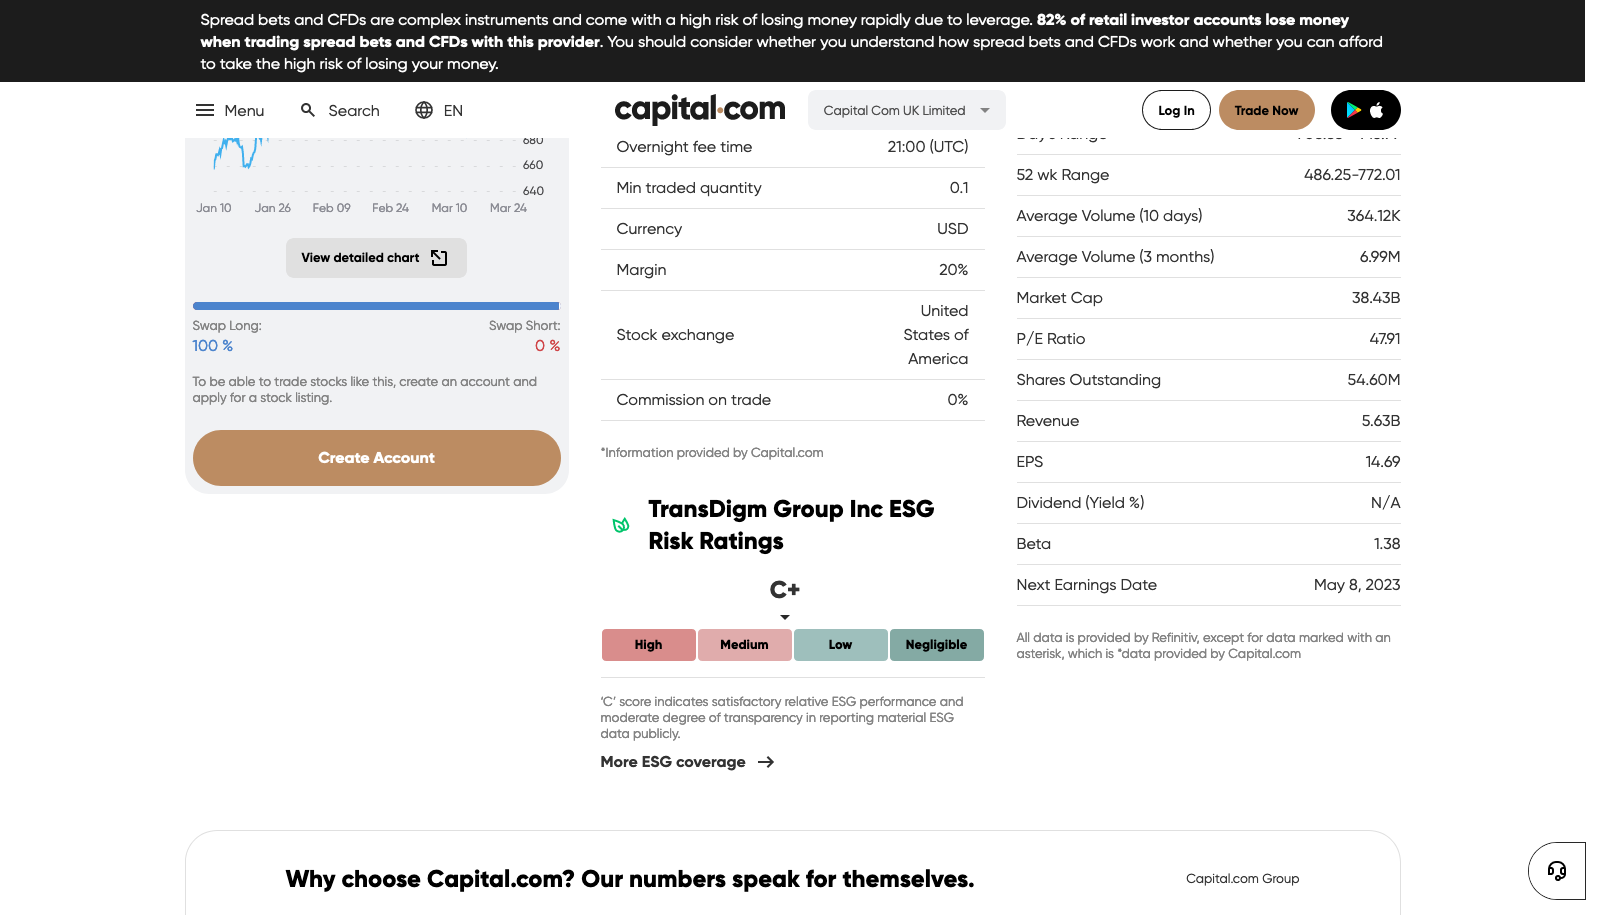 Spread bets and CFDs are complex instruments and come with a high risk of losing money rapidly due to leverage. 82% of retail investor accounts lose money
when trading spread bets and CFDs with this provider. You should consider whether you understand how spread bets and CFDs work and whether you can afford
to take the high risk of losing your money.
Menu
Search
EN
capital.com
Capital Com UK Limited
Log In
Trade Now
680
660
640
Jan 10
Jan 26
Feb 09
Feb 24
Mar 10
Mar 24
View detailed chart
Swap Long:
Swap Short:
100 %
0 %
To be able to trade stocks like this, create an account and
apply for a stock listing.
Create Account
Overnight fee time
21:00 (UTC)
Min traded quantity
0.1
Currency
USD
Margin
20%
Stock exchange
United
States of
America
Commission on trade
0%
*Information provided by Capital.com
TransDigm Group Inc ESG
Risk Ratings
C+
High
Medium
Low
Negligible
'C' score indicates satisfactory relative ESG performance and
moderate degree of transparency in reporting material ESG
data publicly.
More ESG coverage
52 wk Range
486.25-772.01
Average Volume (10 days)
364.12K
Average Volume (3 months)
6.99M
Market Cap
38.43B
P/E Ratio
47.91
Shares Outstanding
54.60M
Revenue
5.63B
EPS
14.69
Dividend (Yield %)
N/A
Beta
1.38
Next Earnings Date
May 8, 2023
All data is provided by Refinitiv, except for data marked with an
asterisk, which is *data provided by Capital.com
Why choose Capital.com? Our numbers speak for themselves.
Capital.com Group